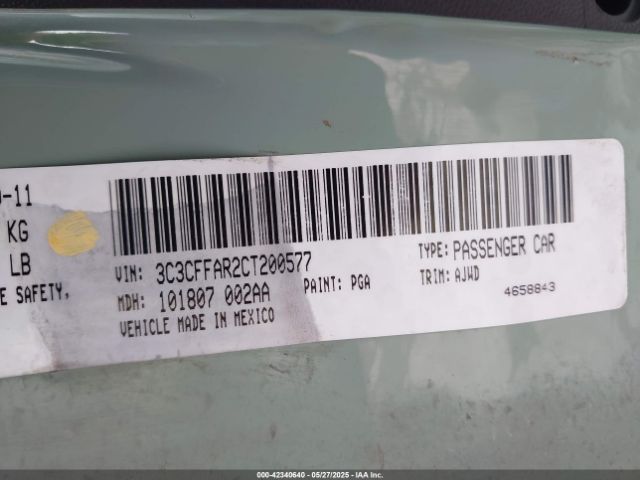 -11
KG
LB
E SAFETY,
VIN: 3C3CFFAR2CT200577
MDH: 101807 002AA
PAINT: PGA
VEHICLE MADE IN MEXICO
TYPE: PASSENGER CAR
TRIM: AJWD
4658843
000-42340640 - 05/27/2025 - IAA Inc.